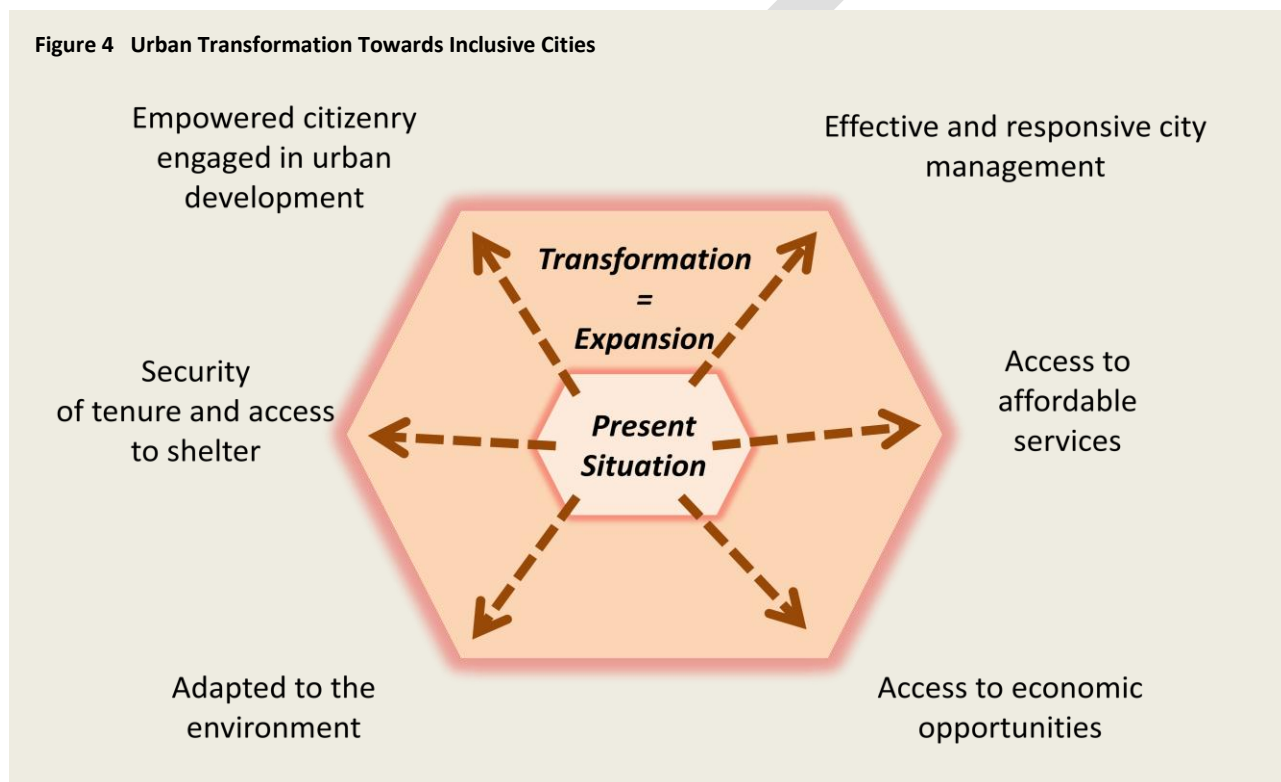 Figure 4 Urban Transformation Towards Inclusive Cities
Empowered citizenry
engaged in urban
development
Effective and responsive city
management
Transformation
=
Expansion
Security
of tenure and access
to shelter
Present
Situation
Access to
affordable
services
Adapted to the
environment
Access to economic
opportunities